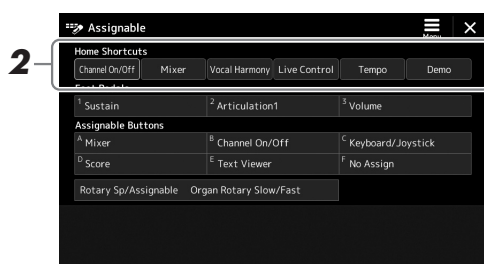 Assignable
Menu
2
Home Shortcuts
Channel On/Off Mixer Vocal Harmony Live Control Tempo Demo
Foot Pedals
1 Sustain 2 Articulation1 3 Volume
Assignable Buttons
A Mixer B Channel On/Off C Keyboard/Joystick
D Score E Text Viewer F No Assign
Rotary Sp/Assignable Organ Rotary Slow/Fast